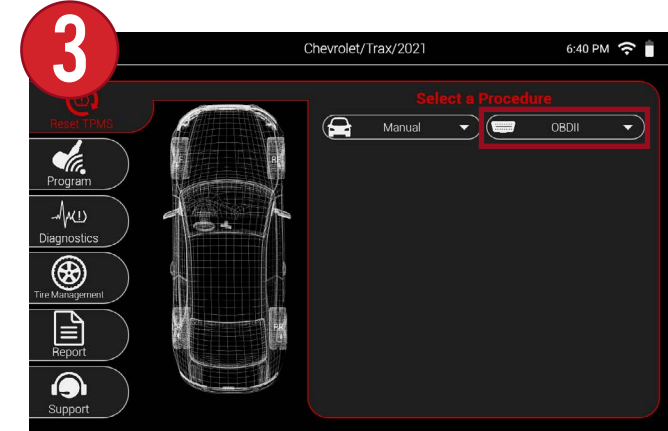 3
Chevrolet/Trax/2021
6:40 PM
Select a Procedure
Reset TPMS
Manual
OBDII
Program
Diagnostics
Tire Management
RR
Report
Support